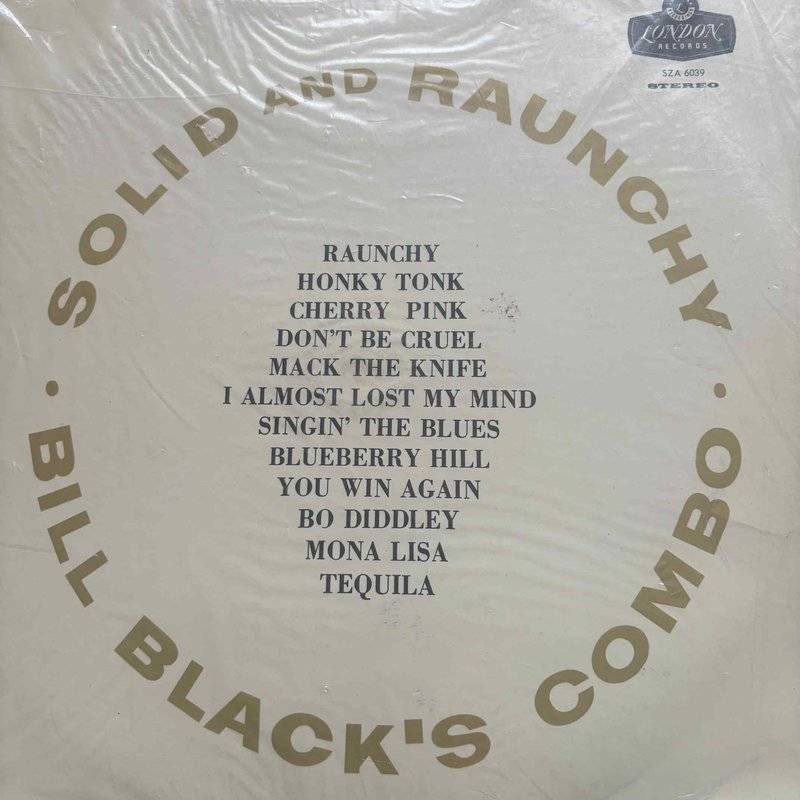 LONDON
RECORDS
SZA 6039
STEREO
SOLID AND RAUNCHY
RAUNCHY
HONKY TONK
CHERRY PINK
DON'T BE CRUEL
MACK THE KNIFE
I ALMOST LOST MY MIND
SINGIN' THE BLUES
BLUEBERRY HILL
YOU WIN AGAIN
BO DIDDLEY
MONA LISA
TEQUILA
• BILL BLACK'S COMBO •